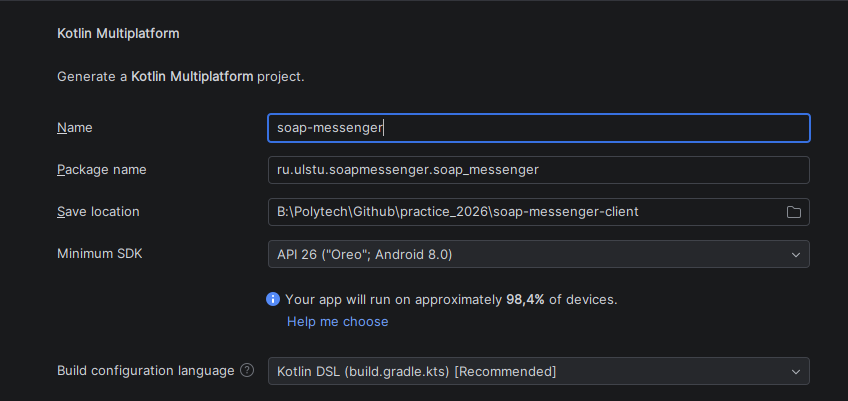 Kotlin Multiplatform
Generate a Kotlin Multiplatform project.
Name soap-messenger
Package name ru.ulstu.soapmessenger.soap_messenger
Save location B:\Polytech\Github\practice_2026\soap-messenger-client
Minimum SDK API 26 ("Oreo"; Android 8.0)
Your app will run on approximately 98,4% of devices.
Help me choose
Build configuration language ? Kotlin DSL (build.gradle.kts) [Recommended]